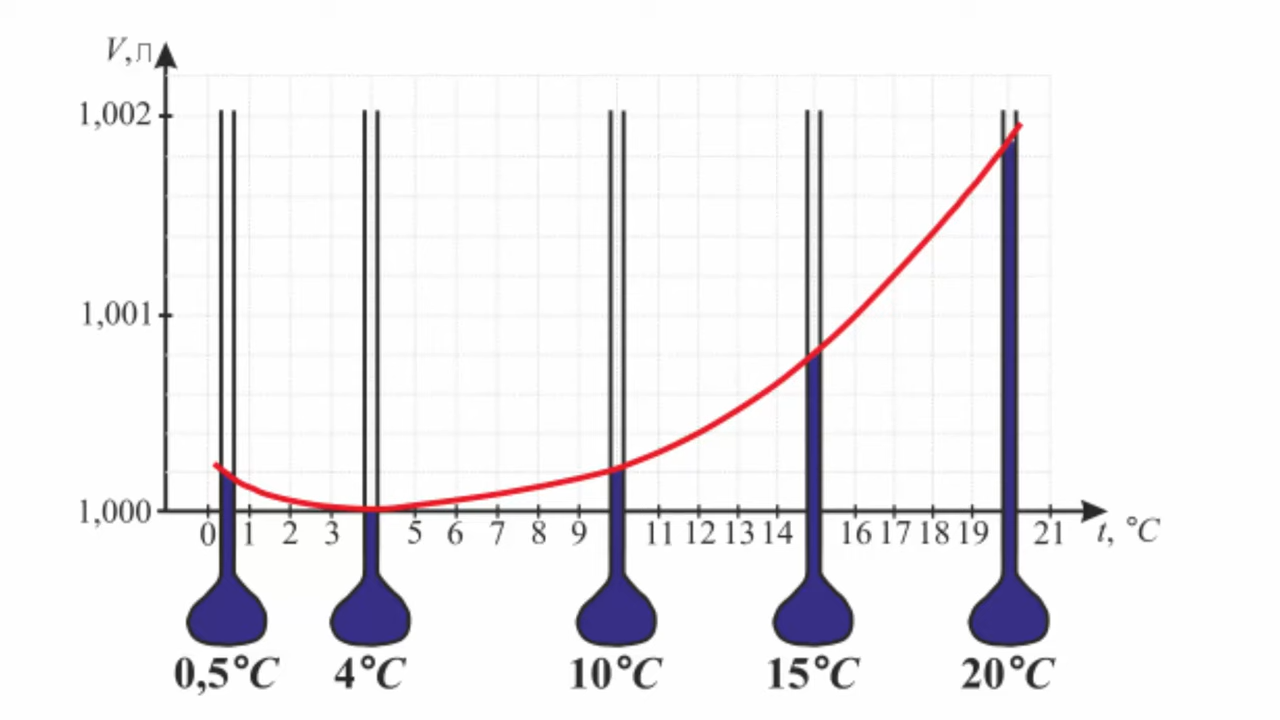 V, л
1,002
1,001
1,000
0 1 2 3 5 6 7 8 9 11 12 13 14 16 17 18 19 21 t, °C
0,5°C 4°C 10°C 15°C 20°C